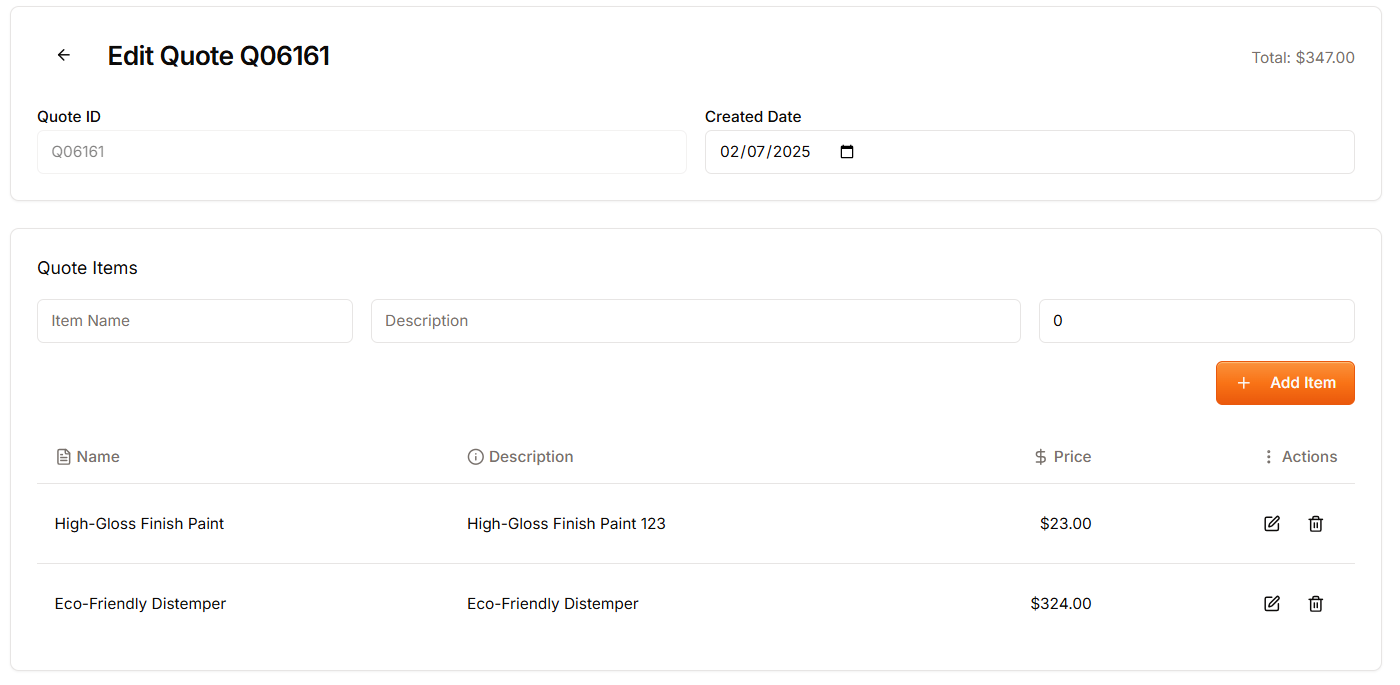 Edit Quote Q06161
Total: $347.00
Quote ID
Created Date
Q06161
02/07/2025
Quote Items
Item Name
Description
0
+ Add Item
Name
Description
$ Price
Actions
High-Gloss Finish Paint
High-Gloss Finish Paint 123
$23.00
Eco-Friendly Distemper
Eco-Friendly Distemper
$324.00